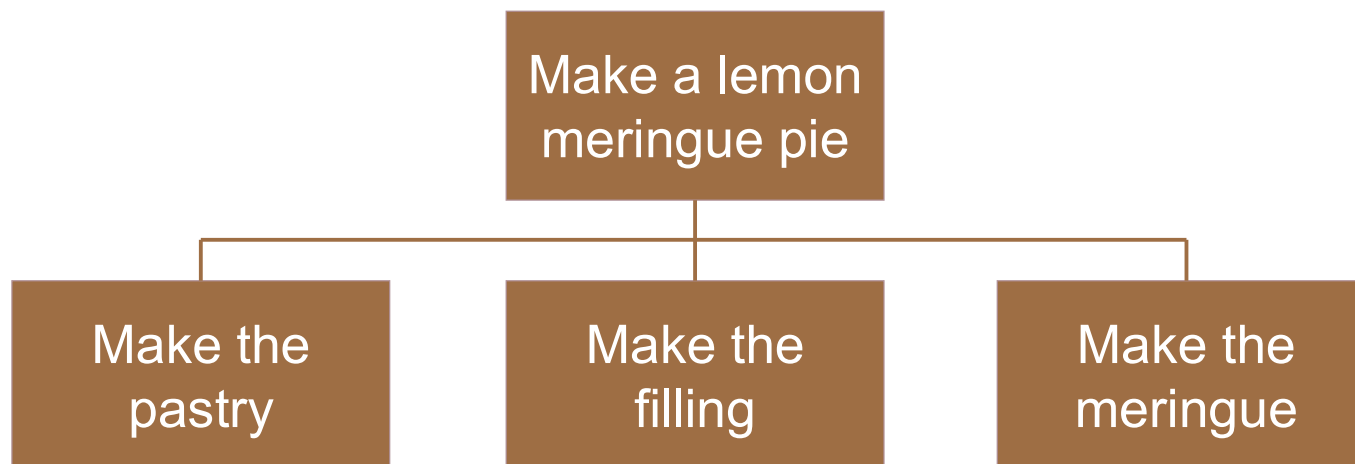 Make a lemon
meringue pie
Make the
pastry
Make the
filling
Make the
meringue